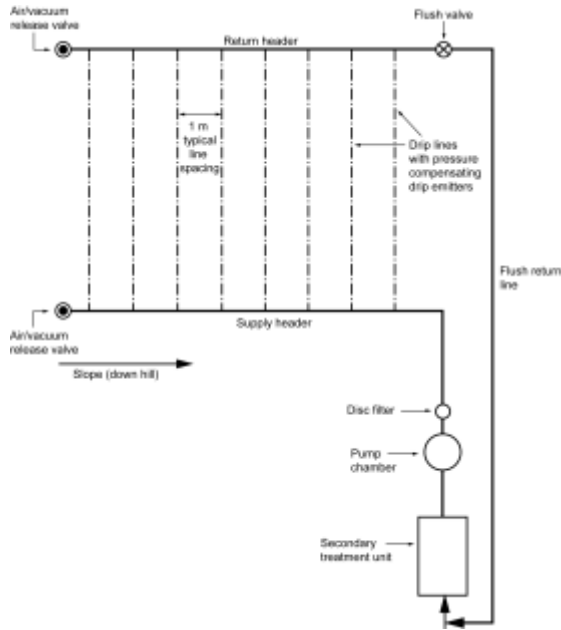 Air/vacuum
release valve
Flush valve
Return header
1 m
typical
line
spacing
Drip lines
with pressure
compensating
drip emitters
Flush return
line
Supply header
Air/vacuum
release valve
Slope (down hill)
Disc filter
Pump
chamber
Secondary
treatment unit